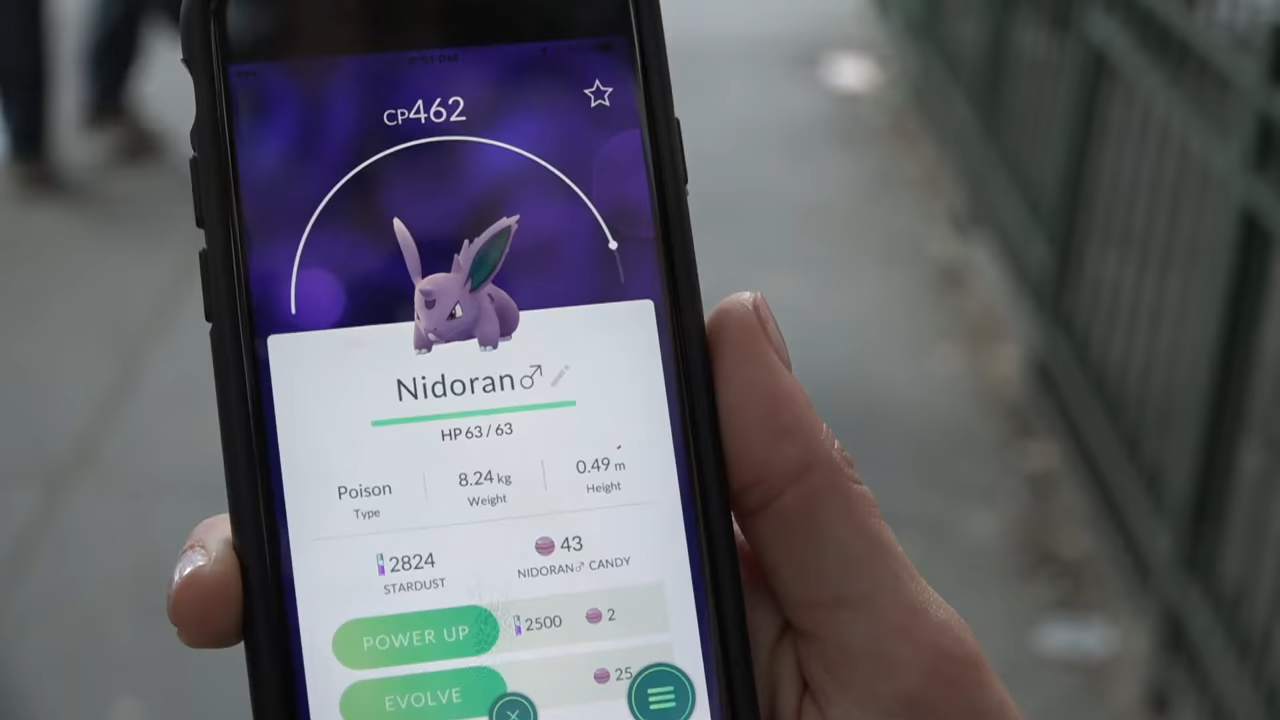 CP462
Nidoran♂
HP 63 / 63
Poison
Type
8.24 kg
Weight
0.49 m
Height
2824
STARDUST
43
NIDORAN♂ CANDY
POWER UP
2500
2
EVOLVE
25